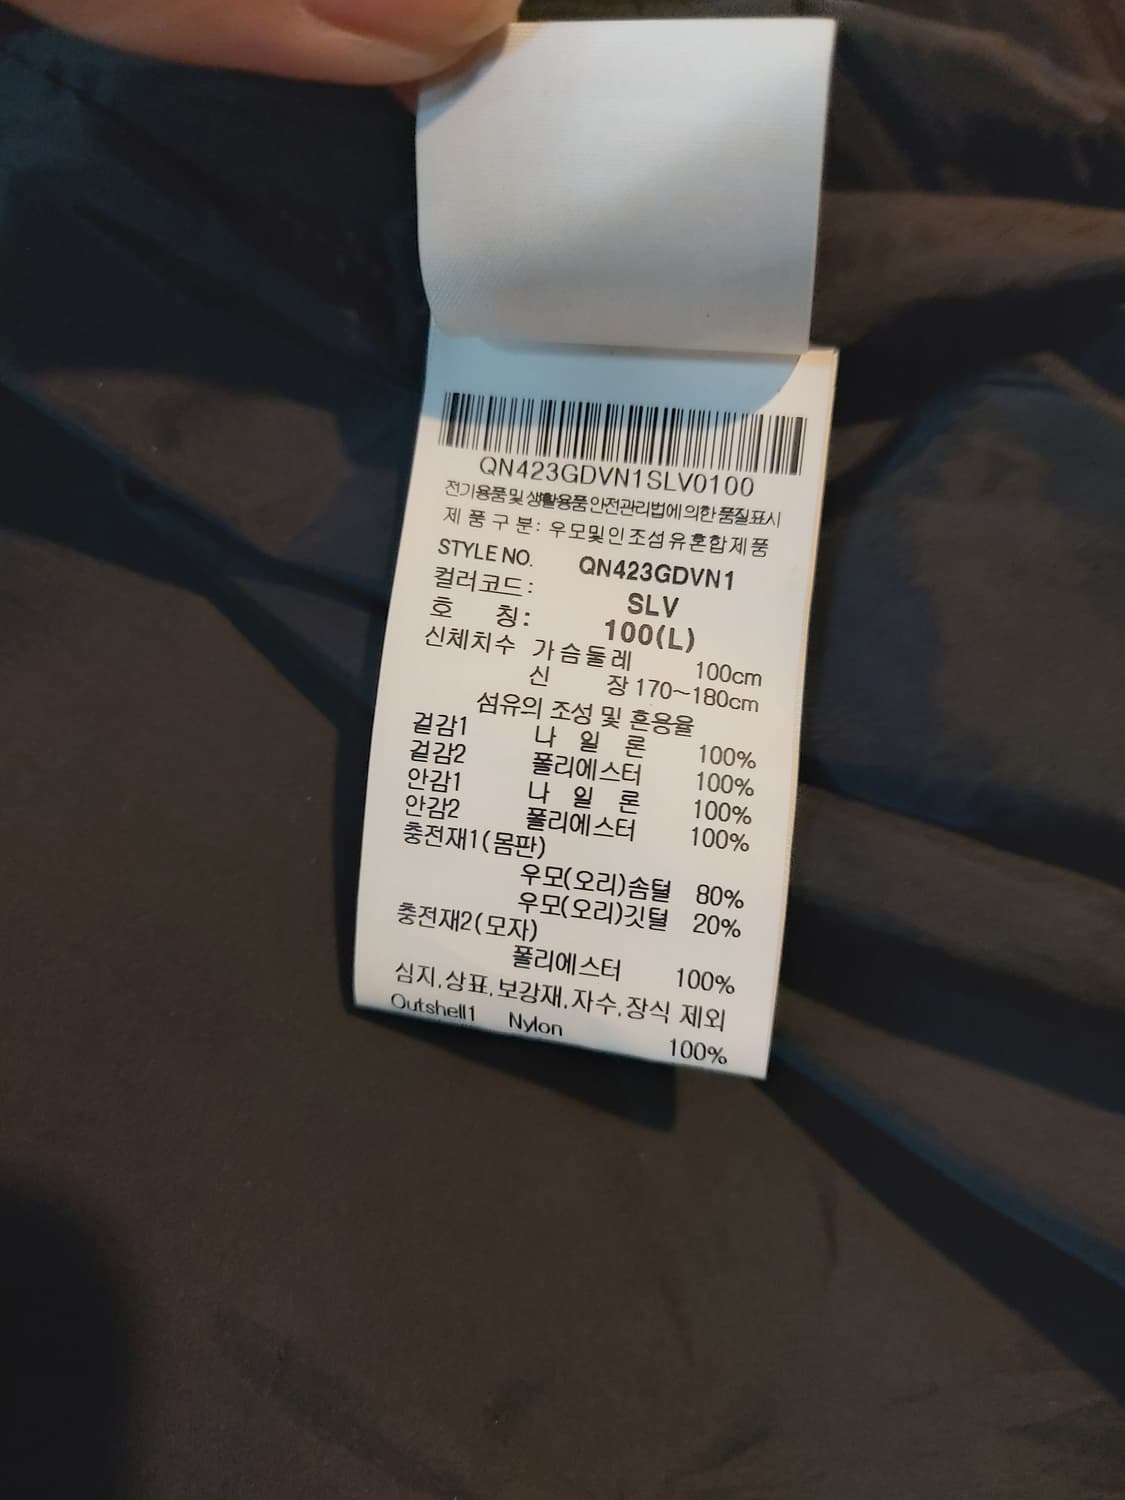 QN423GDVN1SLV0100
전기용품및생활용품안전관리법에의한품질표시
제품구분: 우모및인조섬유혼합제품
STYLE NO. QN423GDVN1
컬러코드: SLV
호 칭: 100(L)
신체치수 가슴둘레 100cm
신 장 170~180cm
섬유의 조성 및 혼용율
겉감1 나 일 론 100%
겉감2 폴리에스터 100%
안감1 나 일 론 100%
안감2 폴리에스터 100%
충전재1(몸판)
우모(오리)솜털 80%
우모(오리)깃털 20%
충전재2(모자)
폴리에스터 100%
심지,상표,보강재,자수,장식 제외
Outshell1 Nylon 100%